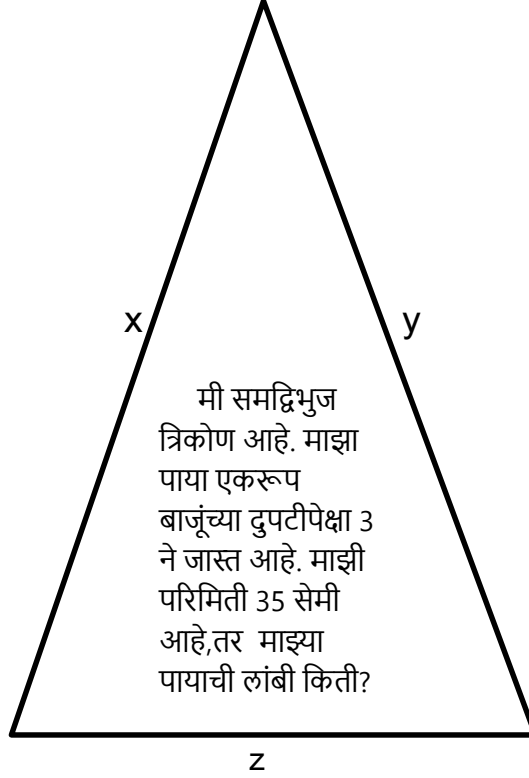 x
y
मी समद्विभुज
त्रिकोण आहे. माझा
पाया एकरूप
बाजूंच्या दुपटीपेक्षा 3
ने जास्त आहे. माझी
परिमिती 35 सेमी
आहे,तर माझ्या
पायाची लांबी किती?
z